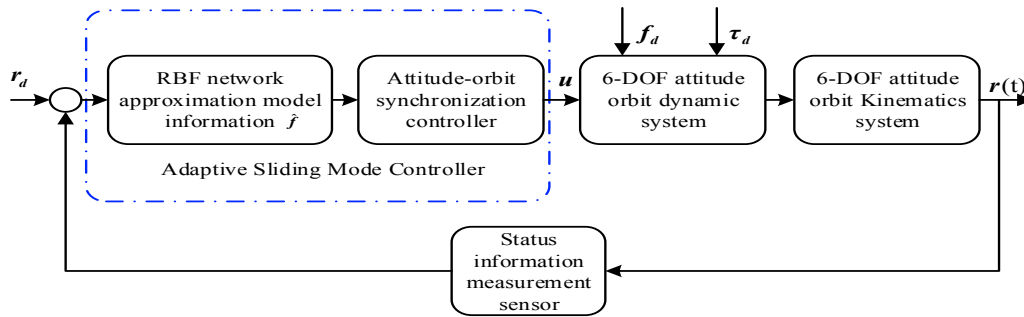 r_d
RBF network
approximation model
information f̂
Attitude-orbit
synchronization
controller
Adaptive Sliding Mode Controller
u
f_d
τ_d
6-DOF attitude
orbit dynamic
system
6-DOF attitude
orbit Kinematics
system
r(t)
Status
information
measurement
sensor